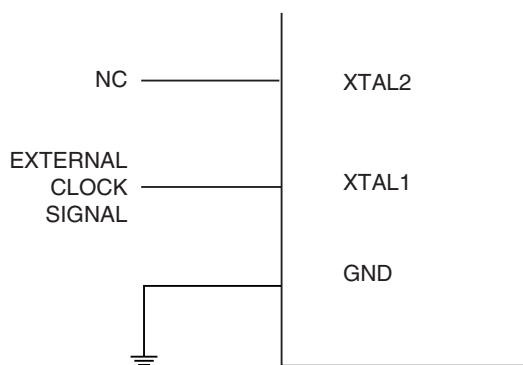 NC
XTAL2
EXTERNAL
CLOCK
SIGNAL
XTAL1
GND